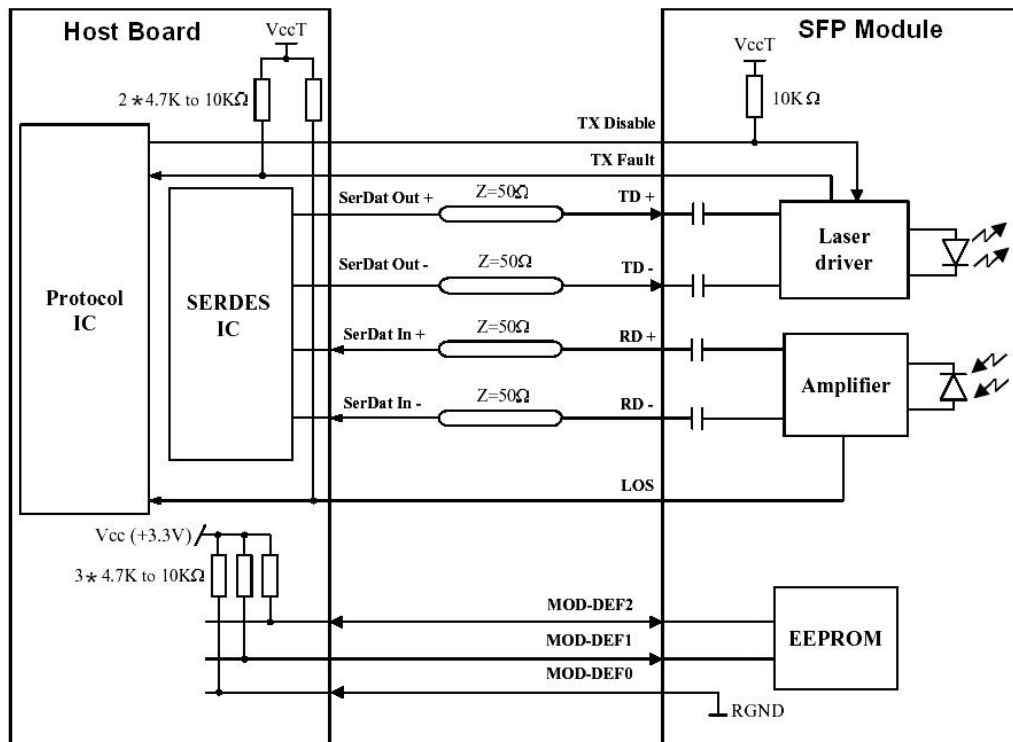 Host Board
SFP Module
VccT
VccT
2 * 4.7K to 10KΩ
10K Ω
TX Disable
TX Fault
SerDat Out +
Z=50Ω
TD +
Laser
driver
SerDat Out -
Z=50Ω
TD -
Protocol
IC
SERDES
IC
SerDat In +
Z=50Ω
RD +
Amplifier
SerDat In -
Z=50Ω
RD -
LOS
Vcc (+3.3V)
3 * 4.7K to 10KΩ
MOD-DEF2
MOD-DEF1
EEPROM
MOD-DEF0
RGND